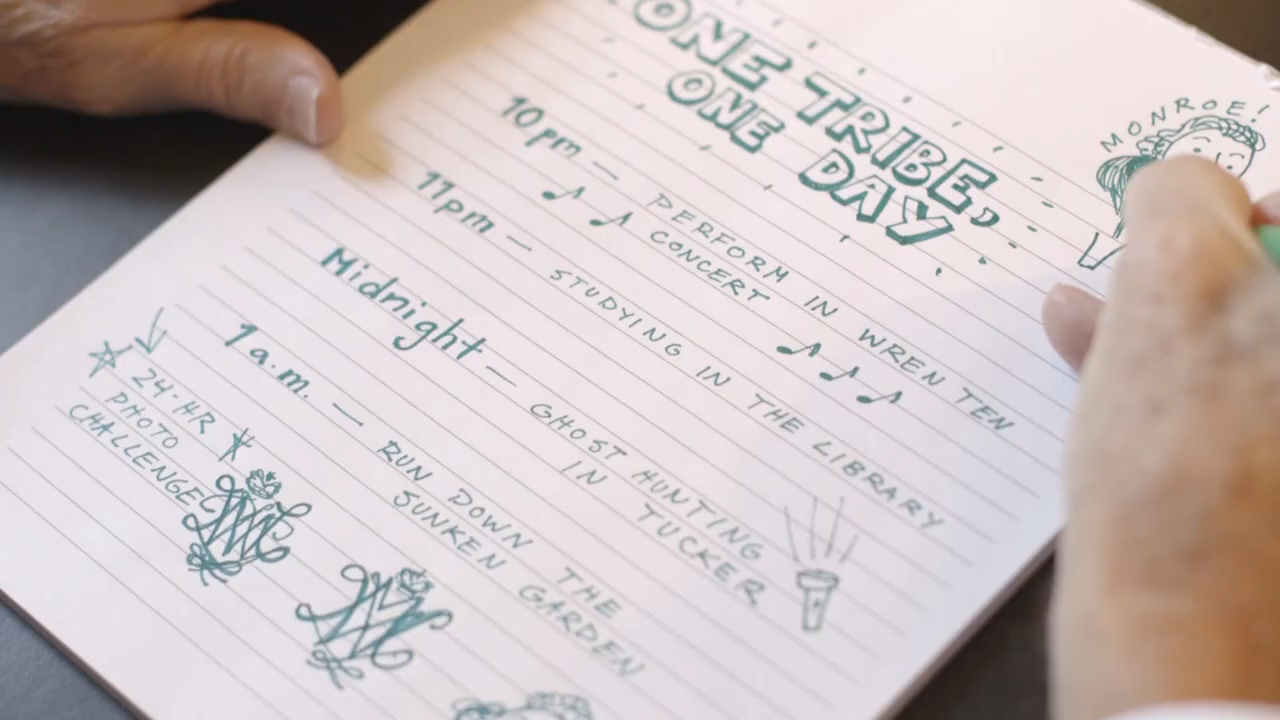 ONE TRIBE,
ONE DAY
MONROE!
10pm — PERFORM IN WREN TEN
CONCERT
11pm — STUDYING IN THE LIBRARY
Midnight — GHOST HUNTING
IN TUCKER
1 a.m. — RUN DOWN THE
SUNKEN GARDEN
24-HR
PHOTO
CHALLENGE